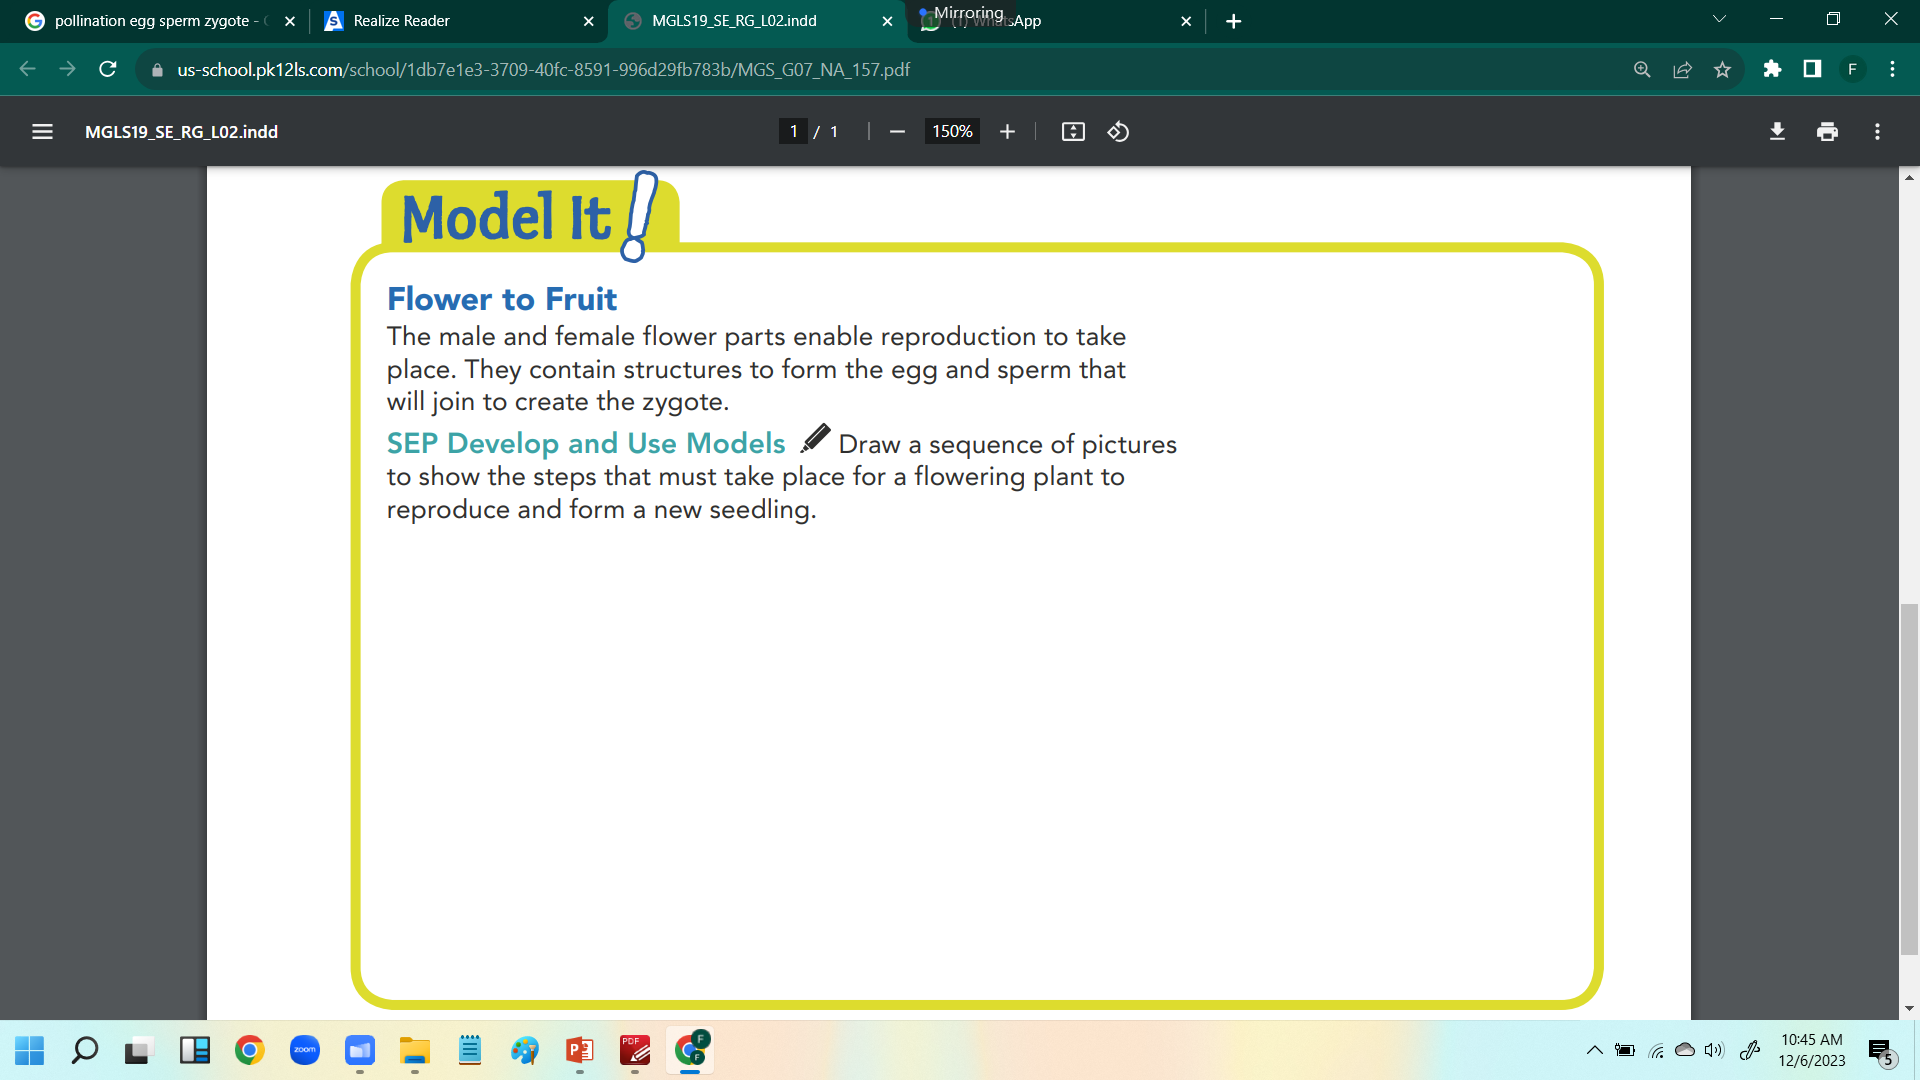 pollination egg sperm zygote -
Realize Reader
MGLS19_SE_RG_L02.indd
Mirroring
us-school.pk12ls.com/school/1db7e1e3-3709-40fc-8591-996d29fb783b/MGS_G07_NA_157.pdf
F
MGLS19_SE_RG_L02.indd
1 / 1
150%
Model It!
Flower to Fruit
The male and female flower parts enable reproduction to take
place. They contain structures to form the egg and sperm that
will join to create the zygote.
SEP Develop and Use Models Draw a sequence of pictures
to show the steps that must take place for a flowering plant to
reproduce and form a new seedling.
zoom
PDF
F
F
10:45 AM
12/6/2023
5